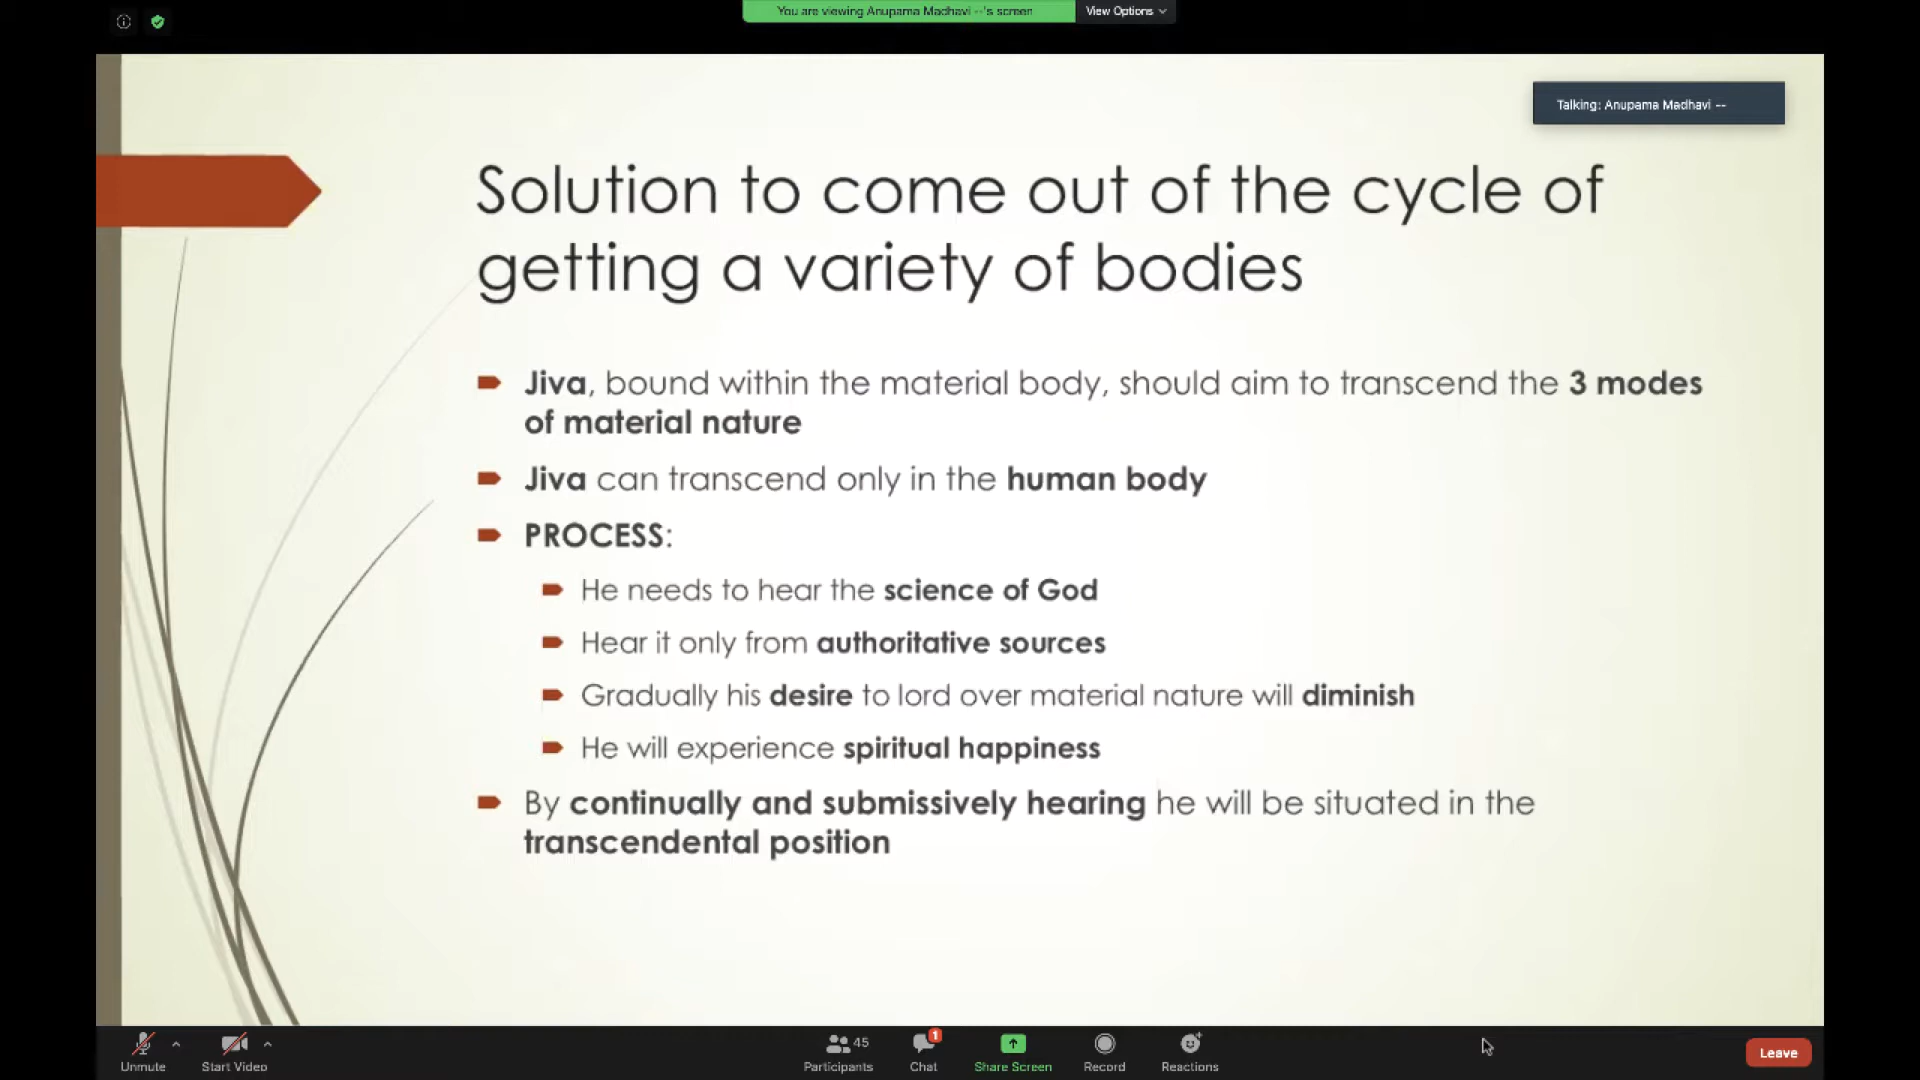 You are viewing Anupama Madhavi --'s screen
View Options
Talking: Anupama Madhavi --
Solution to come out of the cycle of
getting a variety of bodies
Jiva, bound within the material body, should aim to transcend the 3 modes
of material nature
Jiva can transcend only in the human body
PROCESS:
He needs to hear the science of God
Hear it only from authoritative sources
Gradually his desire to lord over material nature will diminish
He will experience spiritual happiness
By continually and submissively hearing he will be situated in the
transcendental position
45
1
Unmute
Start Video
Participants
Chat
Share Screen
Record
Reactions
Leave